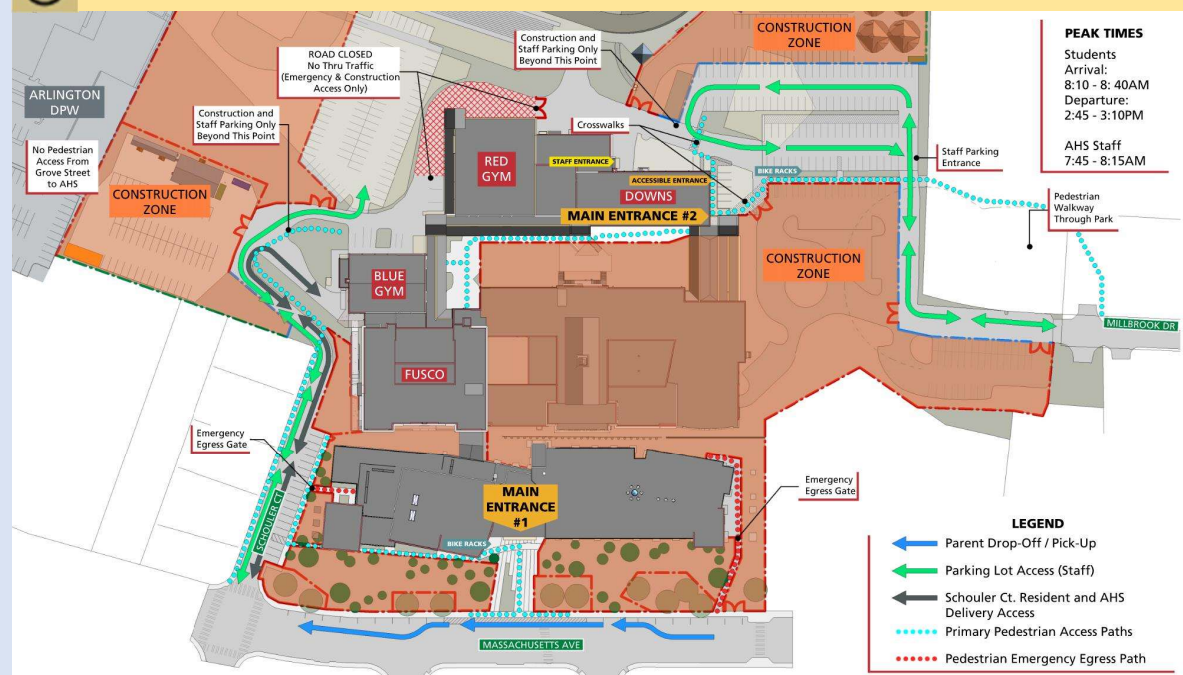 CONSTRUCTION
ZONE
PEAK TIMES
Students
Arrival:
8:10 - 8: 40AM
Departure:
2:45 - 3:10PM
AHS Staff
7:45 - 8:15AM
Construction and
Staff Parking Only
Beyond This Point
ROAD CLOSED
No Thru Traffic
(Emergency & Construction
Access Only)
ARLINGTON
DPW
Construction and
Staff Parking Only
Beyond This Point
No Pedestrian
Access From
Grove Street
to AHS
Crosswalks
RED
GYM
STAFF ENTRANCE
ACCESSIBLE ENTRANCE
DOWNS
BIKE RACKS
Staff Parking
Entrance
CONSTRUCTION
ZONE
MAIN ENTRANCE #2
Pedestrian
Walkway
Through Park
BLUE
GYM
CONSTRUCTION
ZONE
MILLBROOK DR
FUSCO
Emergency
Egress Gate
MAIN
ENTRANCE
#1
Emergency
Egress Gate
SCHOULER CT
BIKE RACKS
MASSACHUSETTS AVE
LEGEND
Parent Drop-Off / Pick-Up
Parking Lot Access (Staff)
Schouler Ct. Resident and AHS
Delivery Access
Primary Pedestrian Access Paths
Pedestrian Emergency Egress Path